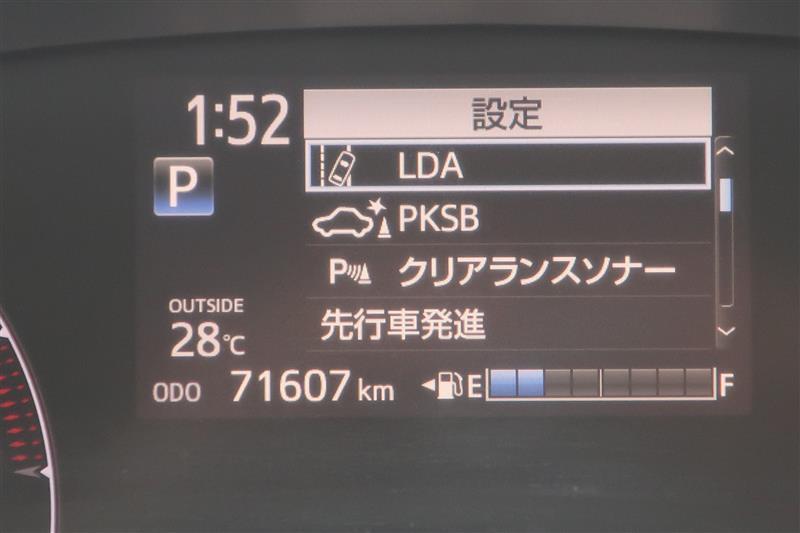 1:52
設定
P
LDA
PKSB
P クリアランスソナー
先行車発進
OUTSIDE
28℃
ODO 71607 km
E F